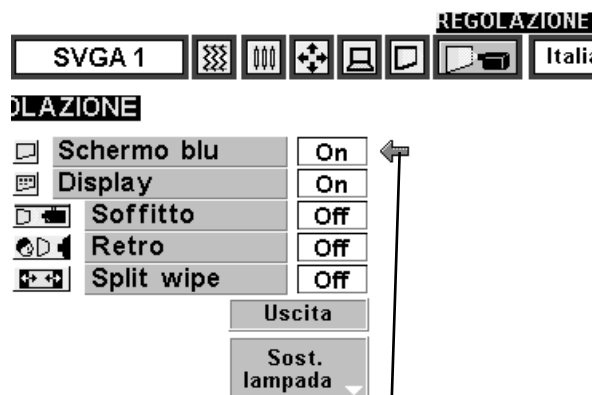 REGOLAZIONE
SVGA 1
OLAZIONE
Schermo blu On
Display On
Soffitto Off
Retro Off
Split wipe Off
Uscita
Sost.
lampada